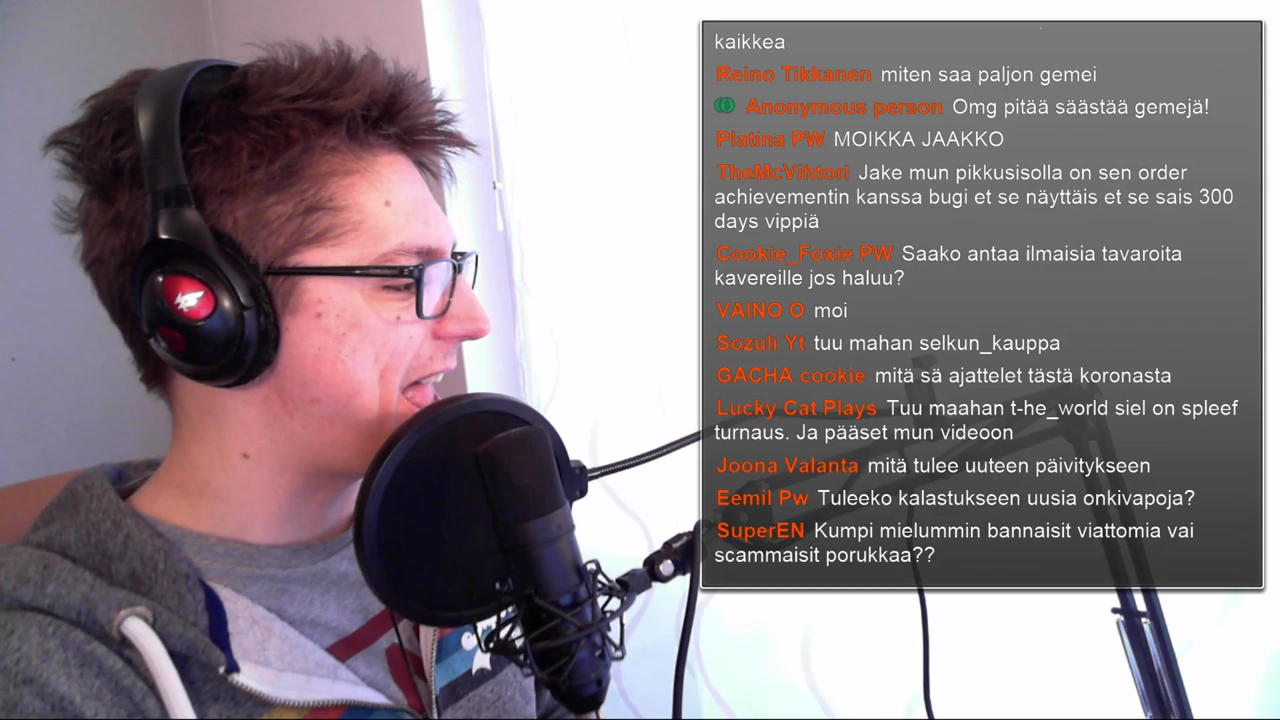 kaikkea
Reino Tikkanen miten saa paljon gemei
Anonymous person Omg pitää säästää gemejä!
Platina PW MOIKKA JAAKKO
TheMcVihtori Jake mun pikkusisolla on sen order
achievementin kanssa bugi et se näyttäis et se sais 300
days vippiä
Cookie_Foxie PW Saako antaa ilmaisia tavaroita
kavereille jos haluu?
VAINO O moi
Sozuli Yt tuu mahan selkun_kauppa
GACHA cookie mitä sä ajattelet tästä koronasta
Lucky Cat Plays Tuu maahan t-he_world siel on spleef
turnaus. Ja pääset mun videoon
Joona Valanta mitä tulee uuteen päivitykseen
Eemil Pw Tuleeko kalastukseen uusia onkivapoja?
SuperEN Kumpi mielummin bannaisit viattomia vai
scammaisit porukkaa??